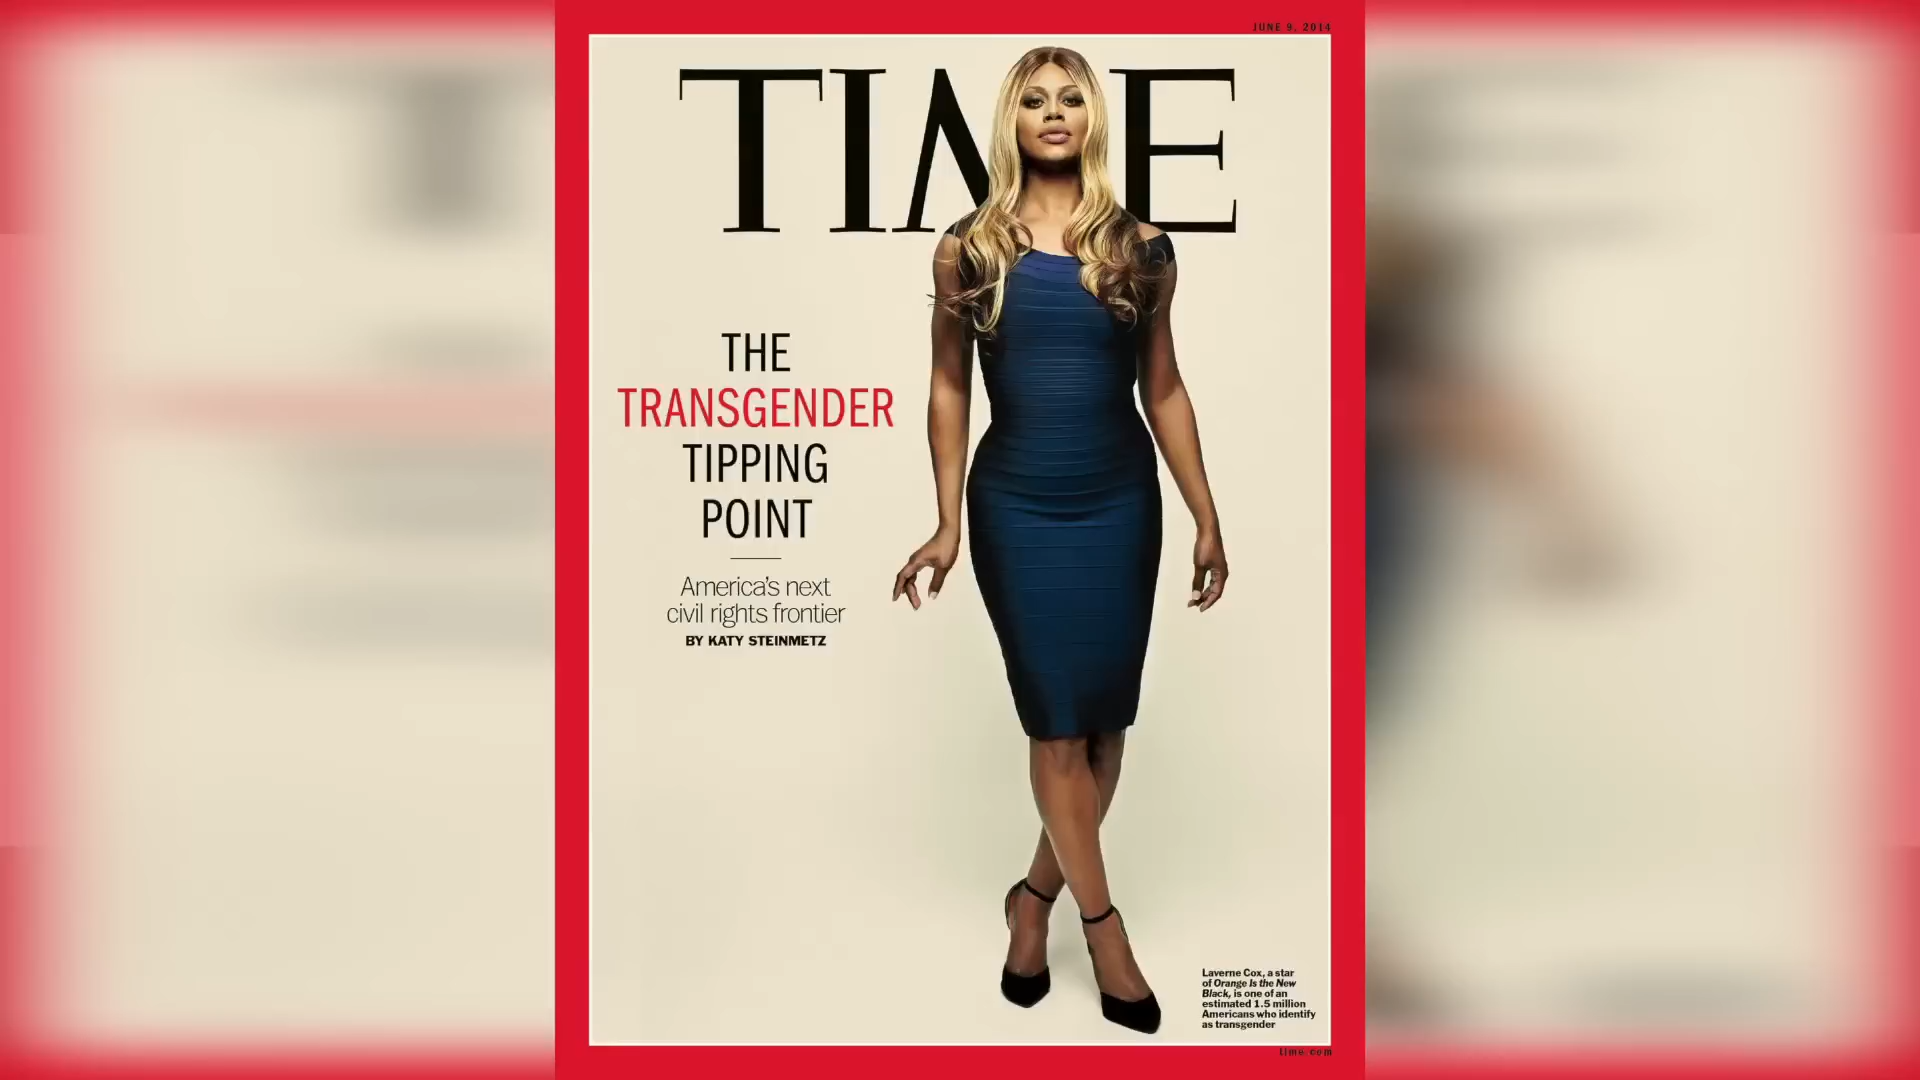 JUNE 9, 2014
TIME
THE
TRANSGENDER
TIPPING
POINT
America's next
civil rights frontier
BY KATY STEINMETZ
Laverne Cox, a star
of Orange Is the New
Black, is one of an
estimated 1.5 million
Americans who identify
as transgender
time.com